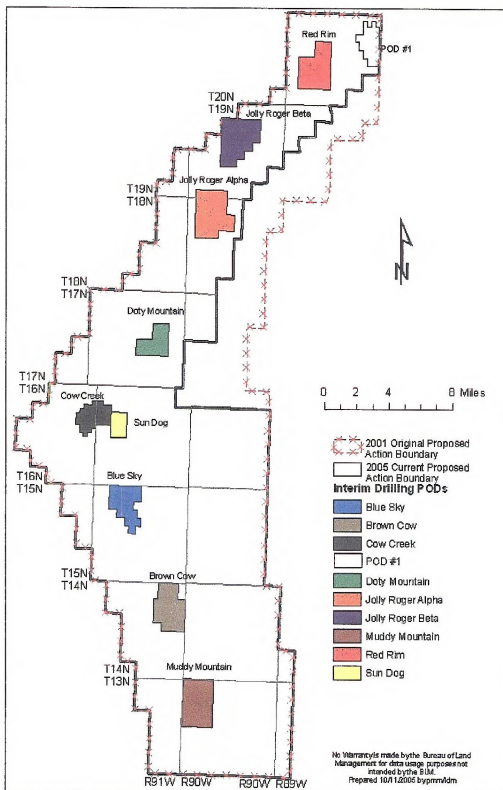 Red Rim
POD #1
T20N
T19N
Jolly Roger Beta
Jolly Roger Alpha
T19N
T18N
N
T18N
T17N
Doty Mountain
T17N
T16N
Cow Creek
Sun Dog
0 2 4 8 Miles
T16N
T15N
Blue Sky
2001 Original Proposed
Action Boundary
2005 Current Proposed
Action Boundary
Interim Drilling PODs
Blue Sky
Brown Cow
Cow Creek
POD #1
Doty Mountain
Jolly Roger Alpha
Jolly Roger Beta
Muddy Mountain
Red Rim
Sun Dog
T15N
T14N
Brown Cow
T14N
T13N
Muddy Mountain
R91W R90W R90W R89W
No Warranty is made by the Bureau of Land
Management for data usage purposes not
intended by the BLM.
Prepared 10/11/2005